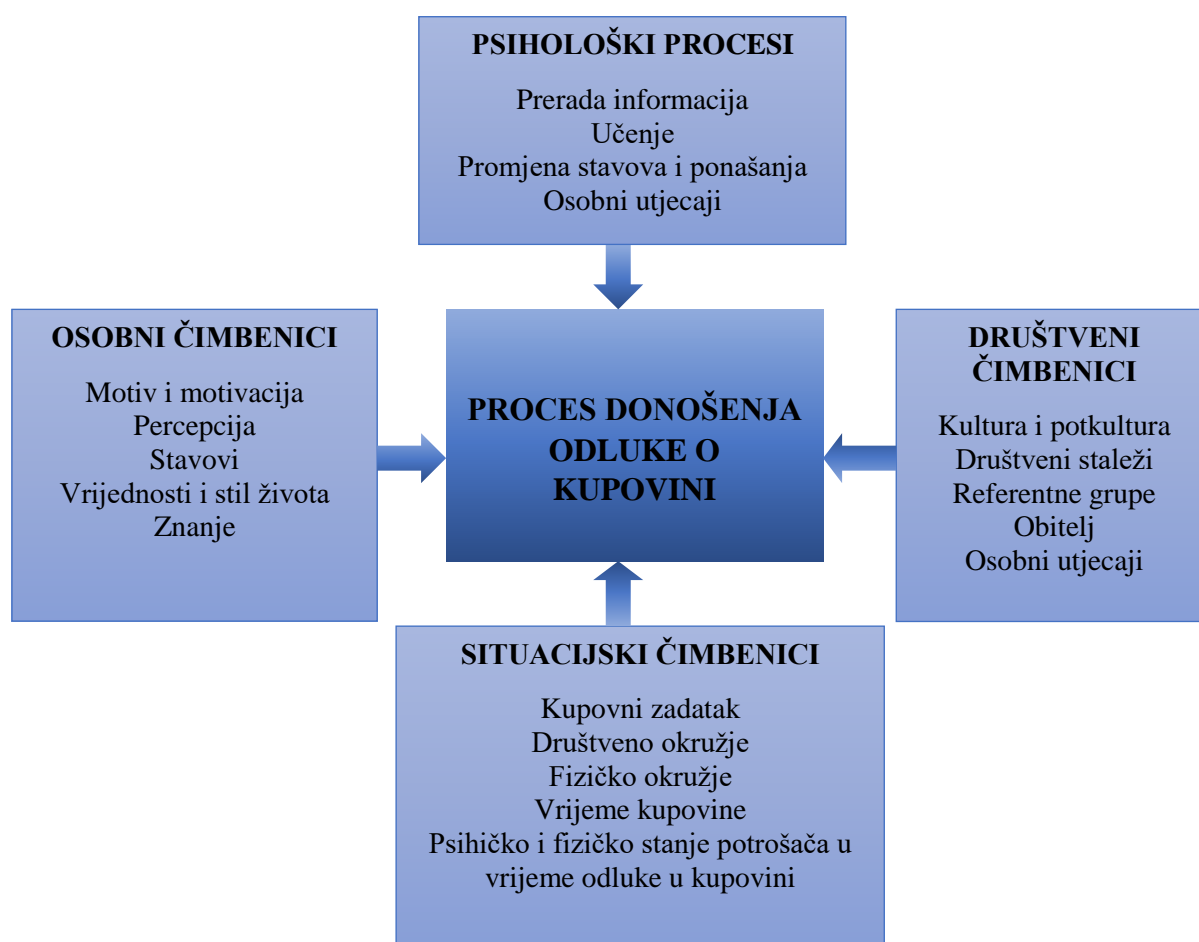 PSIHOLOŠKI PROCESI
Prerada informacija
Učenje
Promjena stavova i ponašanja
Osobni utjecaji
OSOBNI ČIMBENICI
Motiv i motivacija
Percepcija
Stavovi
Vrijednosti i stil života
Znanje
PROCES DONOŠENJA
ODLUKE O
KUPOVINI
DRUŠTVENI
ČIMBENICI
Kultura i potkultura
Društveni staleži
Referentne grupe
Obitelj
Osobni utjecaji
SITUACIJSKI ČIMBENICI
Kupovni zadatak
Društveno okružje
Fizičko okružje
Vrijeme kupovine
Psihičko i fizičko stanje potrošača u
vrijeme odluke u kupovini